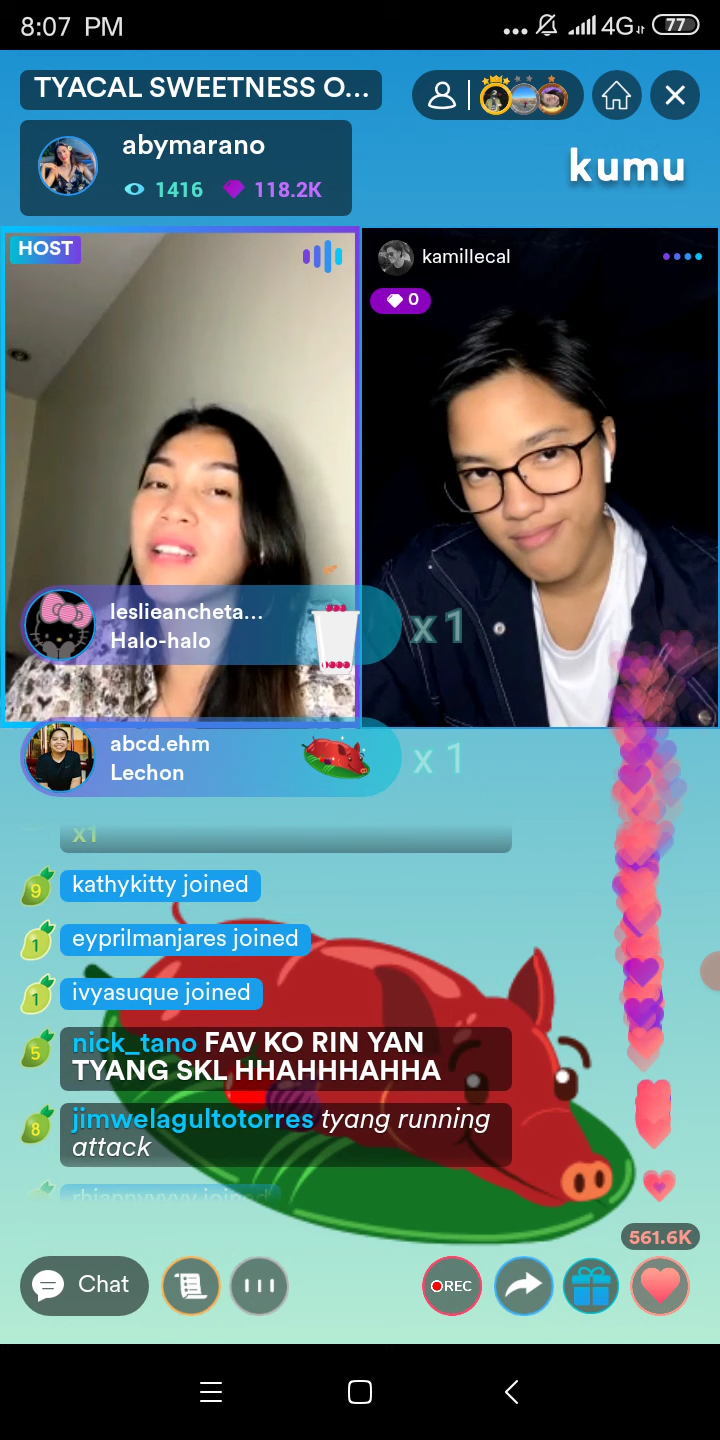 8:07 PM
4G
77
TYACAL SWEETNESS O...
abymarano
1416
118.2K
kumu
HOST
kamillecal
0
leslieancheta...
Halo-halo
x1
abcd.ehm
Lechon
x1
x1
9
kathykitty joined
1
eyprilmanjares joined
1
ivyasuque joined
5
nick_tano FAV KO RIN YAN
TYANG SKL HHAHHHAHHA
8
jimwelagultotorres tyang running
attack
joined
561.6K
Chat
REC